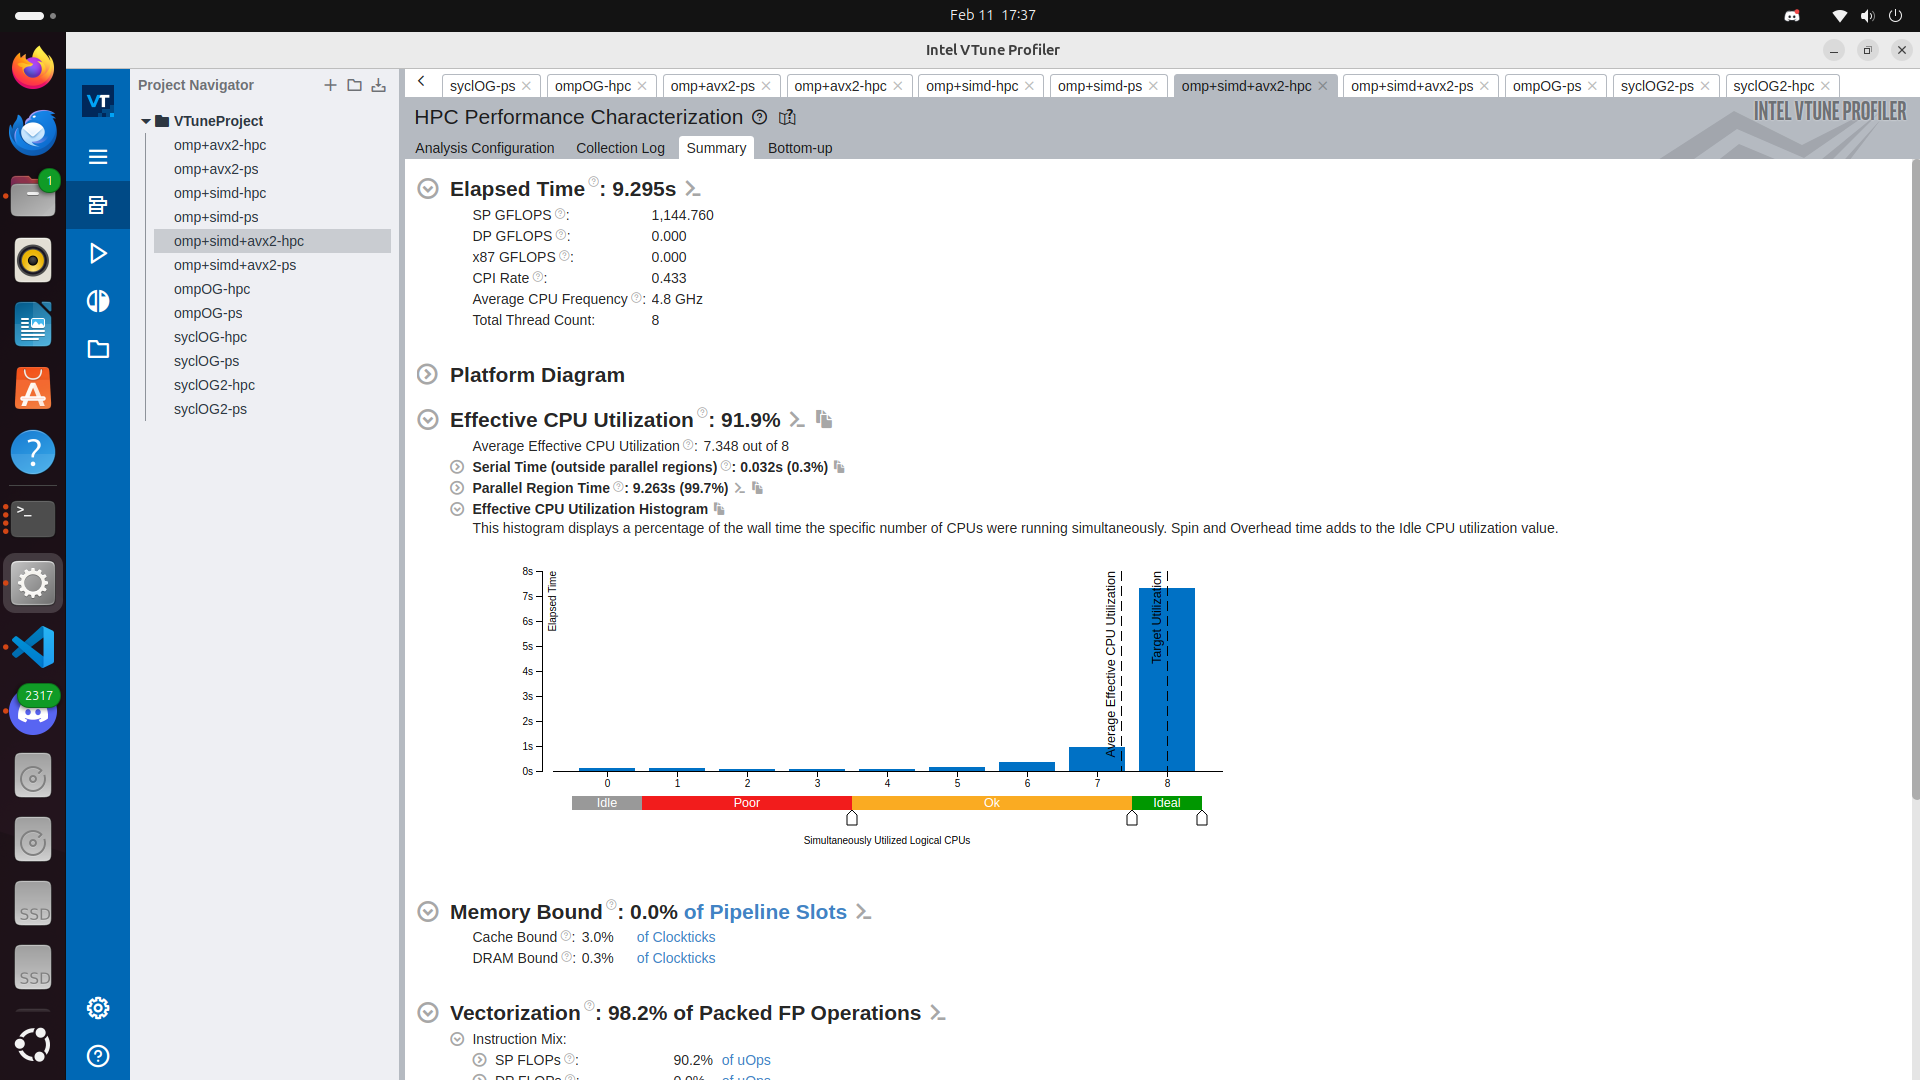 Feb 11 17:37
Intel VTune Profiler
VT
Project Navigator
VTuneProject
omp+avx2-hpc
omp+avx2-ps
omp+simd-hpc
omp+simd-ps
omp+simd+avx2-hpc
omp+simd+avx2-ps
ompOG-hpc
ompOG-ps
syclOG-hpc
syclOG-ps
syclOG2-hpc
syclOG2-ps
1
2317
SSD
SSD
syclOG-ps ompOG-hpc omp+avx2-ps omp+avx2-hpc omp+simd-hpc omp+simd-ps omp+simd+avx2-hpc omp+simd+avx2-ps ompOG-ps syclOG2-ps syclOG2-hpc
HPC Performance Characterization
INTEL VTUNE PROFILER
Analysis Configuration Collection Log Summary Bottom-up
Elapsed Time : 9.295s
SP GFLOPS : 1,144.760
DP GFLOPS : 0.000
x87 GFLOPS : 0.000
CPI Rate : 0.433
Average CPU Frequency : 4.8 GHz
Total Thread Count: 8
Platform Diagram
Effective CPU Utilization : 91.9%
Average Effective CPU Utilization : 7.348 out of 8
Serial Time (outside parallel regions) : 0.032s (0.3%)
Parallel Region Time : 9.263s (99.7%)
Effective CPU Utilization Histogram
This histogram displays a percentage of the wall time the specific number of CPUs were running simultaneously. Spin and Overhead time adds to the Idle CPU utilization value.
8s
7s
6s
5s
4s
3s
2s
1s
0s
Elapsed Time
Average Effective CPU Utilization
Target Utilization
0 1 2 3 4 5 6 7 8
Idle Poor Ok Ideal
Simultaneously Utilized Logical CPUs
Memory Bound : 0.0% of Pipeline Slots
Cache Bound : 3.0% of Clockticks
DRAM Bound : 0.3% of Clockticks
Vectorization : 98.2% of Packed FP Operations
Instruction Mix:
SP FLOPs : 90.2% of uOps
DP FLOPs : 0.0% of uOps